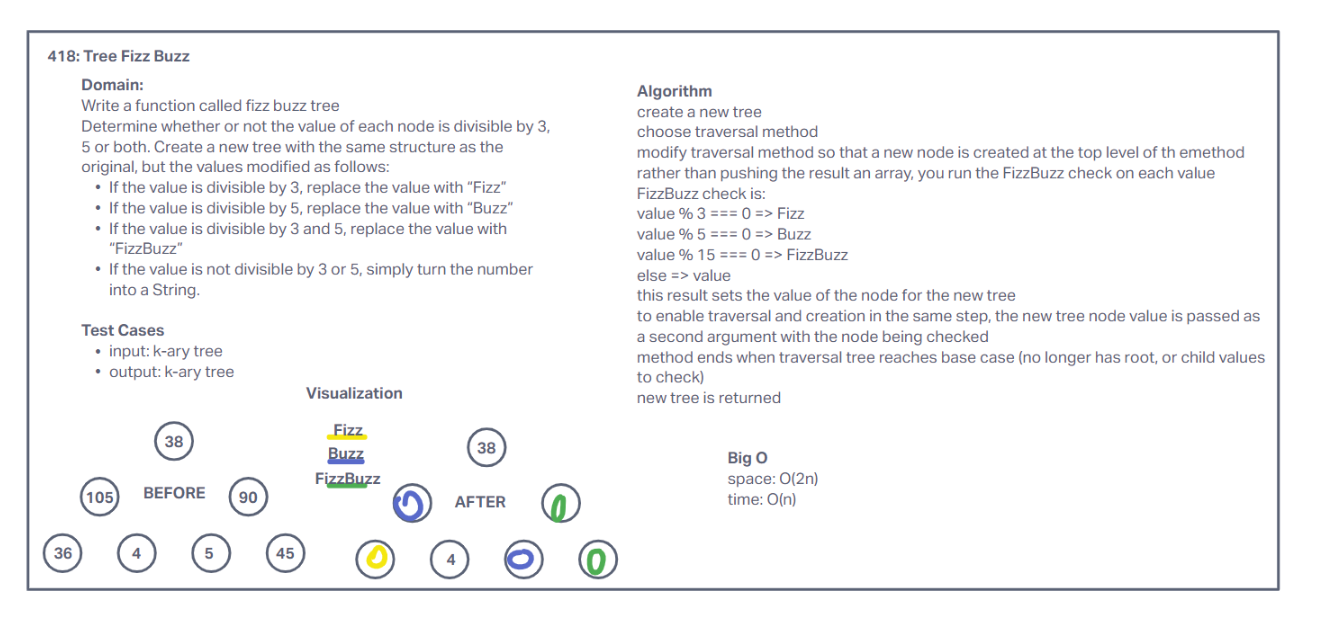 418: Tree Fizz Buzz
Domain:
Write a function called fizz buzz tree
Determine whether or not the value of each node is divisible by 3,
5 or both. Create a new tree with the same structure as the
original, but the values modified as follows:
• If the value is divisible by 3, replace the value with “Fizz”
• If the value is divisible by 5, replace the value with “Buzz”
• If the value is divisible by 3 and 5, replace the value with
“FizzBuzz”
• If the value is not divisible by 3 or 5, simply turn the number
into a String.
Test Cases
• input: k-ary tree
• output: k-ary tree
Visualization
38
105
BEFORE
90
36
4
5
45
Fizz
Buzz
FizzBuzz
38
AFTER
4
Algorithm
create a new tree
choose traversal method
modify traversal method so that a new node is created at the top level of th emethod
rather than pushing the result an array, you run the FizzBuzz check on each value
FizzBuzz check is:
value % 3 === 0 => Fizz
value % 5 === 0 => Buzz
value % 15 === 0 => FizzBuzz
else => value
this result sets the value of the node for the new tree
to enable traversal and creation in the same step, the new tree node value is passed as
a second argument with the node being checked
method ends when traversal tree reaches base case (no longer has root, or child values
to check)
new tree is returned
Big O
space: O(2n)
time: O(n)